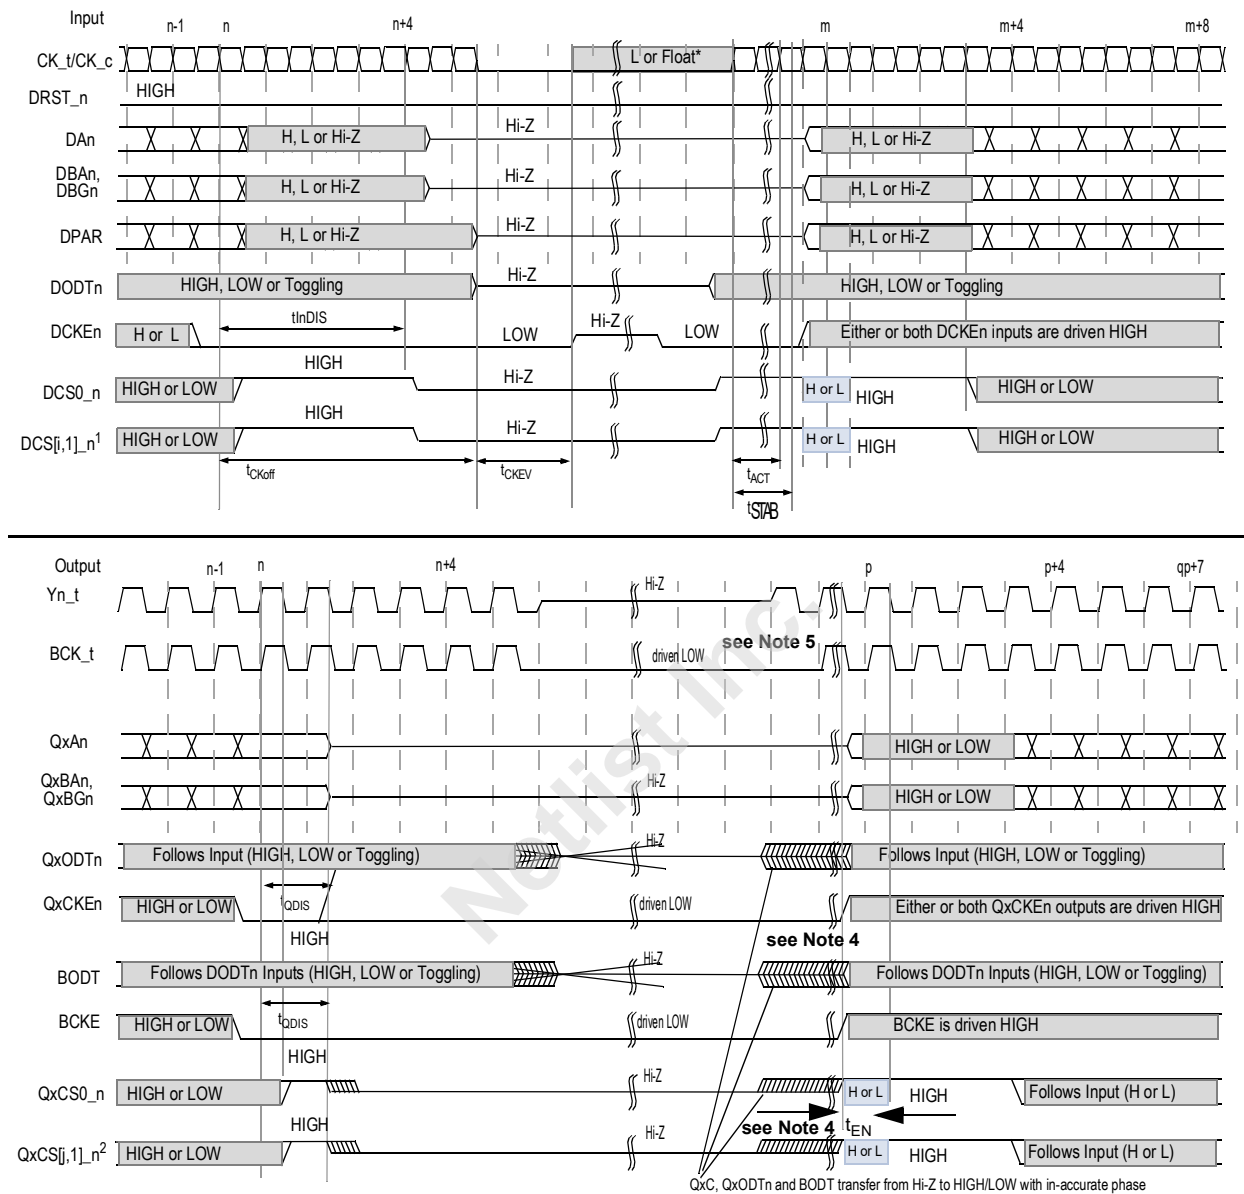 Input
n-1 n n+4 m m+4 m+8
CK_t/CK_c L or Float*
DRST_n HIGH
DAn H, L or Hi-Z Hi-Z H, L or Hi-Z
DBAn,
DBGn H, L or Hi-Z Hi-Z H, L or Hi-Z
DPAR H, L or Hi-Z Hi-Z H, L or Hi-Z
DODTn HIGH, LOW or Toggling Hi-Z HIGH, LOW or Toggling
tInDIS
DCKEn H or L LOW Hi-Z LOW Either or both DCKEn inputs are driven HIGH
HIGH
DCS0_n HIGH or LOW Hi-Z H or L HIGH HIGH or LOW
HIGH
DCS[i,1]_n1 HIGH or LOW Hi-Z H or L HIGH HIGH or LOW
tCKoff tCKEV tACT
tSTAB
Output
n-1 n n+4 p p+4 qp+7
Yn_t Hi-Z
see Note 5
BCK_t driven LOW
QxAn HIGH or LOW
QxBAn,
QxBGn Hi-Z HIGH or LOW
QxODTn Follows Input (HIGH, LOW or Toggling) Hi-Z Follows Input (HIGH, LOW or Toggling)
QxCKEn HIGH or LOW tQDIS driven LOW Either or both QxCKEn outputs are driven HIGH
HIGH see Note 4
BODT Follows DODTn Inputs (HIGH, LOW or Toggling) Hi-Z Follows DODTn Inputs (HIGH, LOW or Toggling)
BCKE HIGH or LOW tQDIS driven LOW BCKE is driven HIGH
HIGH
QxCS0_n HIGH or LOW Hi-Z H or L HIGH Follows Input (H or L)
HIGH see Note 4 tEN
QxCS[j,1]_n2 HIGH or LOW Hi-Z H or L HIGH Follows Input (H or L)
QxC, QxODTn and BODT transfer from Hi-Z to HIGH/LOW with in-accurate phase
Netlist Inc.